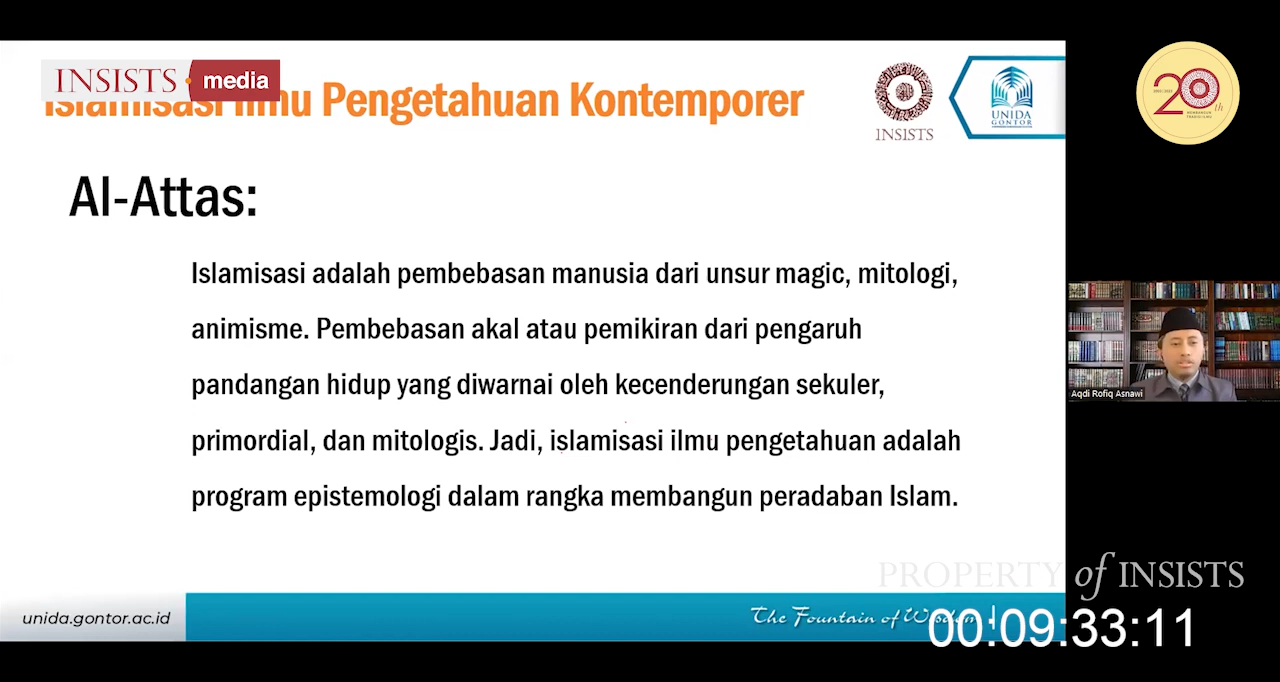 INSISTS media
Islamisasi Ilmu Pengetahuan Kontemporer
INSISTS
UNIDA
GONTOR
20th
Al-Attas:
Islamisasi adalah pembebasan manusia dari unsur magic, mitologi,
animisme. Pembebasan akal atau pemikiran dari pengaruh
pandangan hidup yang diwarnai oleh kecenderungan sekuler,
primordial, dan mitologis. Jadi, islamisasi ilmu pengetahuan adalah
program epistemologi dalam rangka membangun peradaban Islam.
Aqdi Rofiq Asnawi
PROPERTY of INSISTS
unida.gontor.ac.id
The Fountain of Wisdom
00:09:33:11